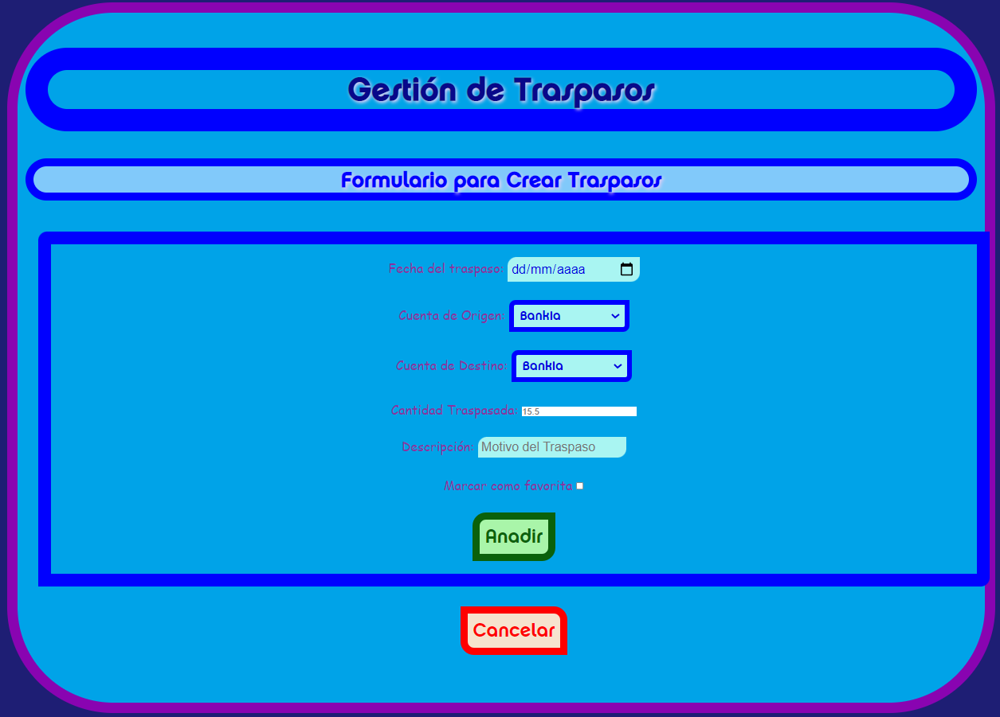 Gestión de Traspasos
Formulario para Crear Traspasos
Fecha del traspaso: dd/mm/aaaa
Cuenta de Origen: Bankia
Cuenta de Destino: Bankia
Cantidad Traspasada: 15.5
Descripción: Motivo del Traspaso
Marcar como favorita
Anadir
Cancelar